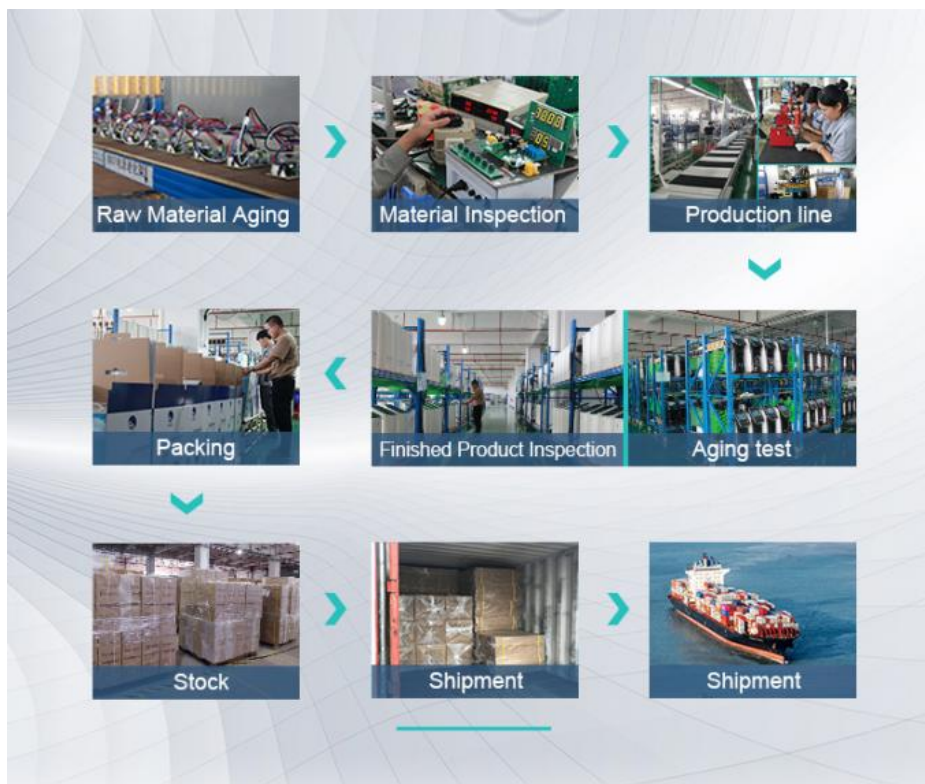 Raw Material Aging
Material Inspection
Production line
Packing
Finished Product Inspection
Aging test
Stock
Shipment
Shipment